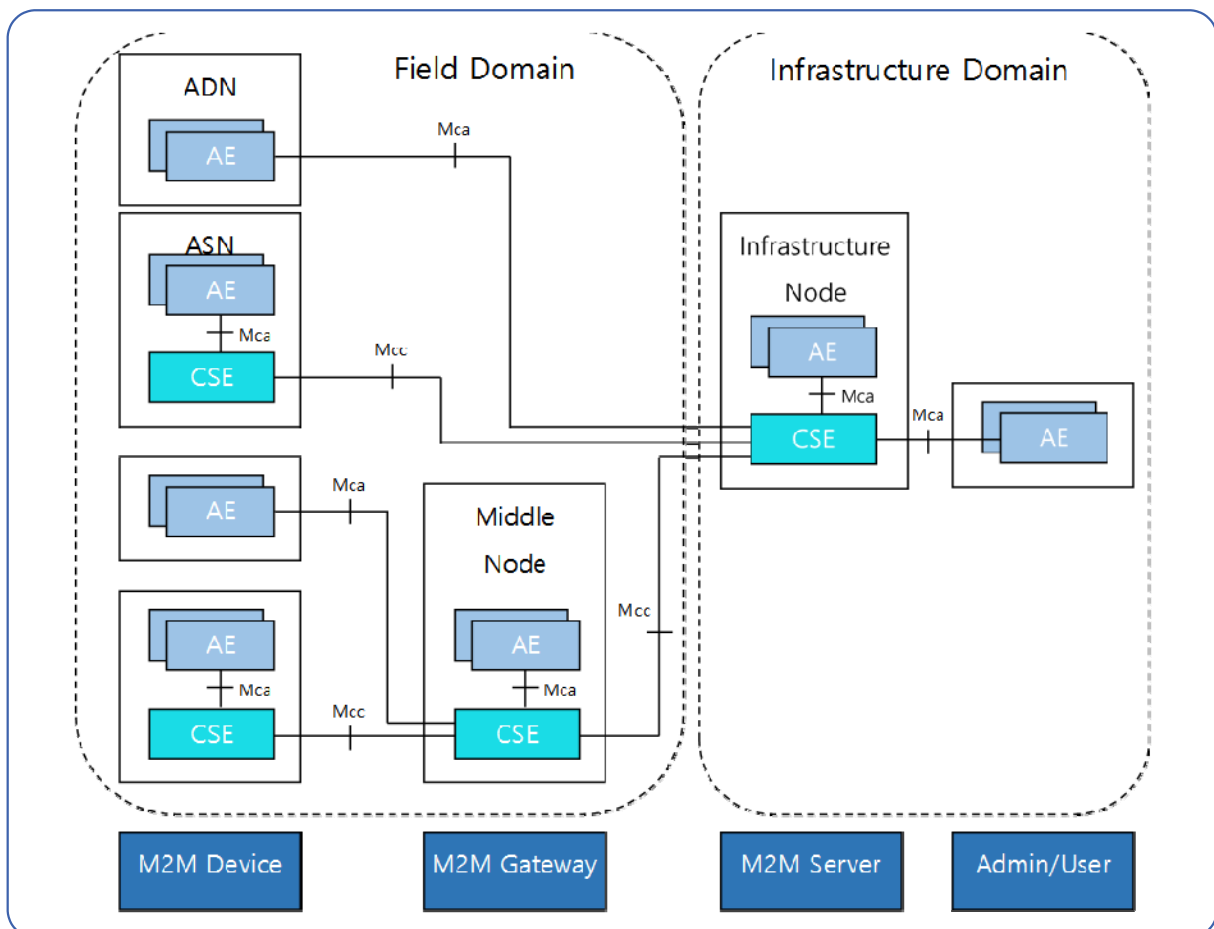 Field Domain
Infrastructure Domain
ADN
AE
Mca
ASN
AE
Mca
CSE
Mcc
Infrastructure
Node
AE
Mca
CSE
Mca
AE
AE
Mca
Middle
Node
AE
Mca
CSE
Mcc
AE
Mca
CSE
Mcc
M2M Device
M2M Gateway
M2M Server
Admin/User